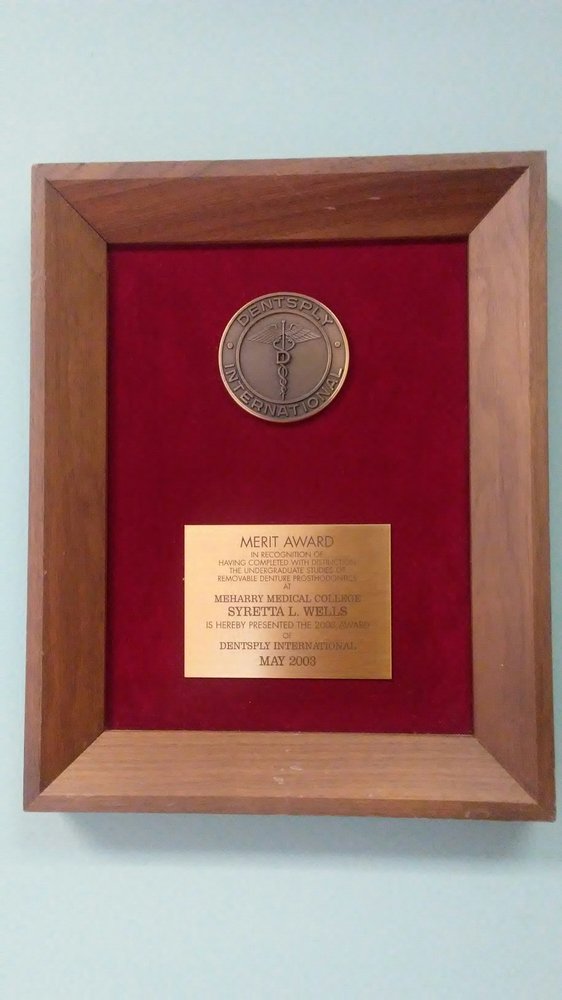 DENTSPLY
D
INTERNATIONAL
MERIT AWARD
IN RECOGNITION OF
HAVING COMPLETED WITH DISTINCTION
THE UNDERGRADUATE STUDIES OF
REMOVABLE DENTURE PROSTHODONTICS
AT
MEHARRY MEDICAL COLLEGE
SYRETTA L. WELLS
IS HEREBY PRESENTED THE 2003 AWARD
OF
DENTSPLY INTERNATIONAL
MAY 2003